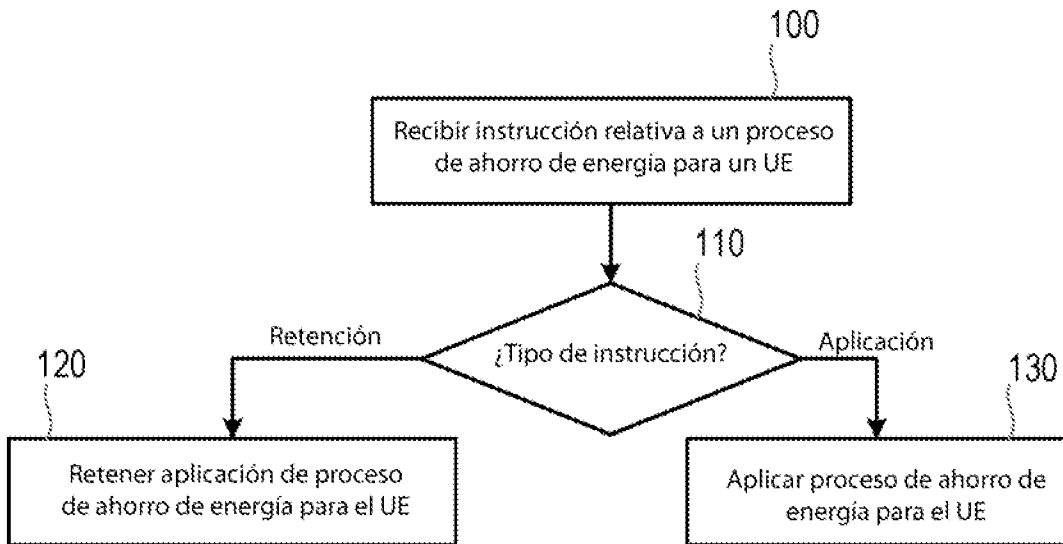 100
Recibir instrucción relativa a un proceso
de ahorro de energía para un UE
110
Retención
¿Tipo de instrucción?
Aplicación
120
130
Retener aplicación de proceso
de ahorro de energía para el UE
Aplicar proceso de ahorro de
energía para el UE